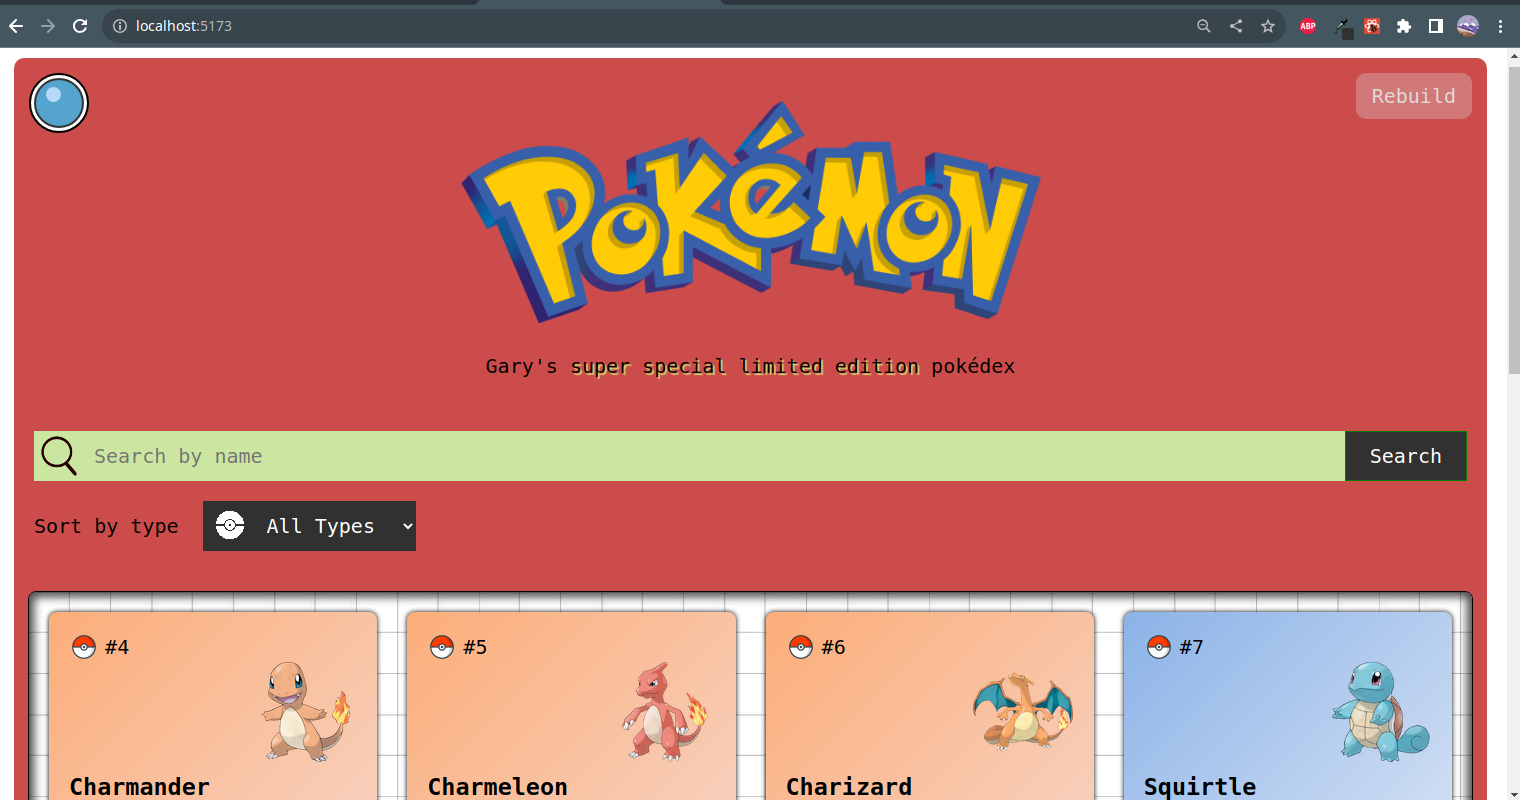 localhost:5173
ABP
Rebuild
POKéMON
Gary's super special limited edition pokédex
Search by name
Search
Sort by type
All Types
#4
#5
#6
#7
Charmander
Charmeleon
Charizard
Squirtle